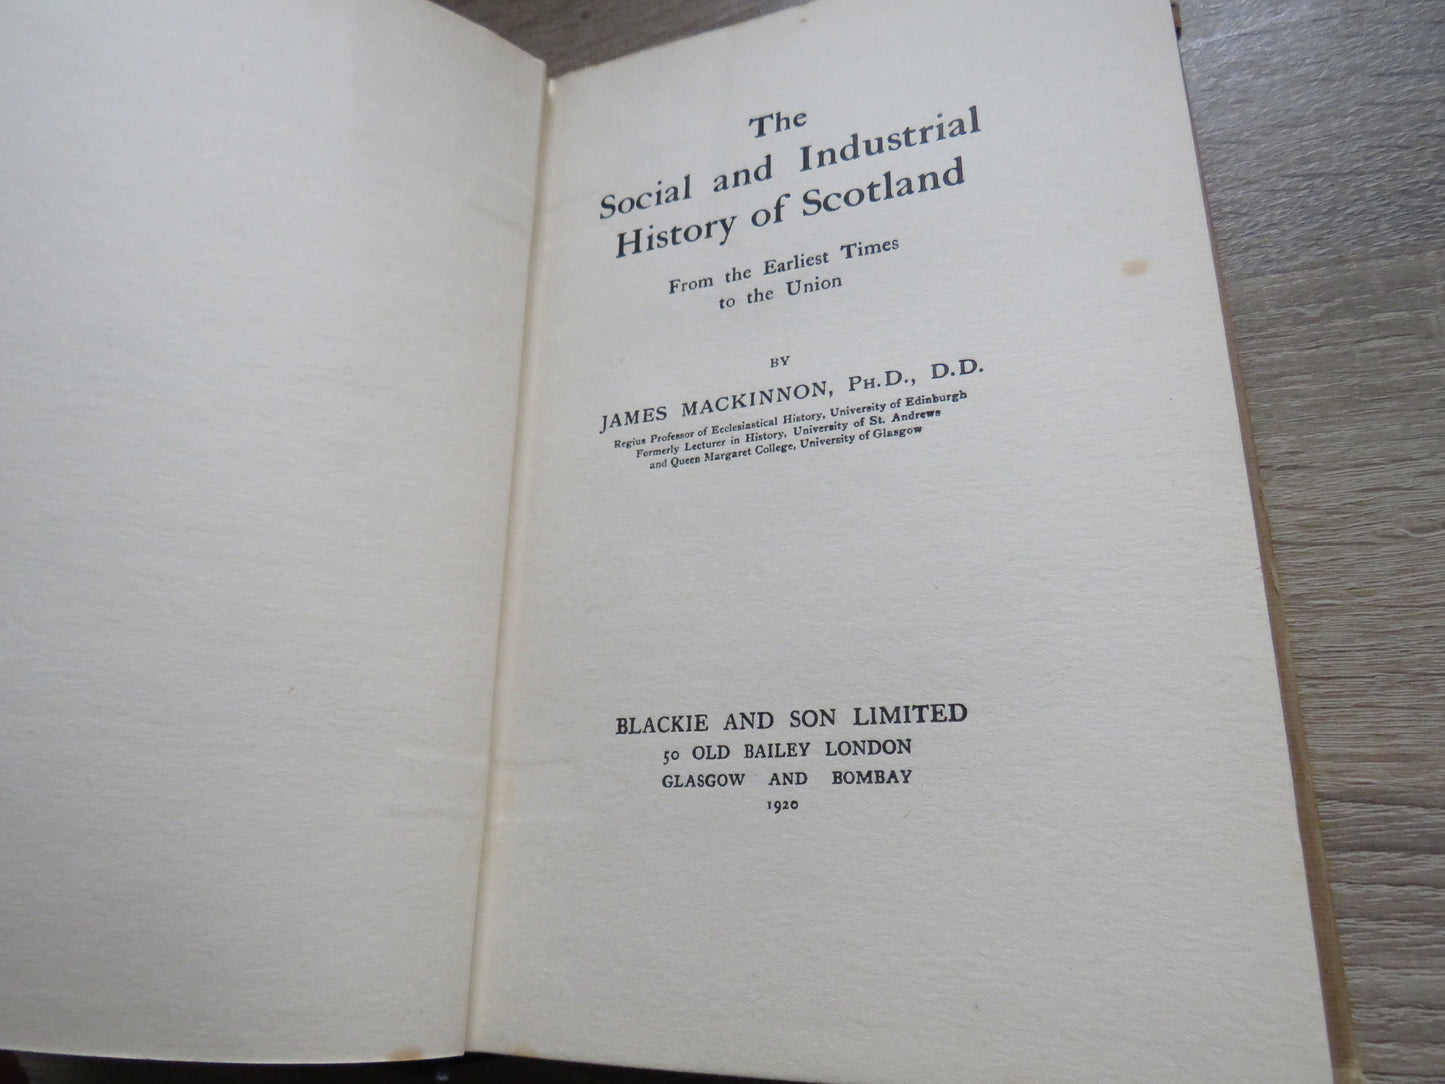 The
Social and Industrial
History of Scotland
From the Earliest Times
to the Union
BY
JAMES MACKINNON, PH.D., D.D.
Regius Professor of Ecclesiastical History, University of Edinburgh
Formerly Lecturer in History, University of St. Andrews
and Queen Margaret College, University of Glasgow
BLACKIE AND SON LIMITED
50 OLD BAILEY LONDON
GLASGOW AND BOMBAY
1920